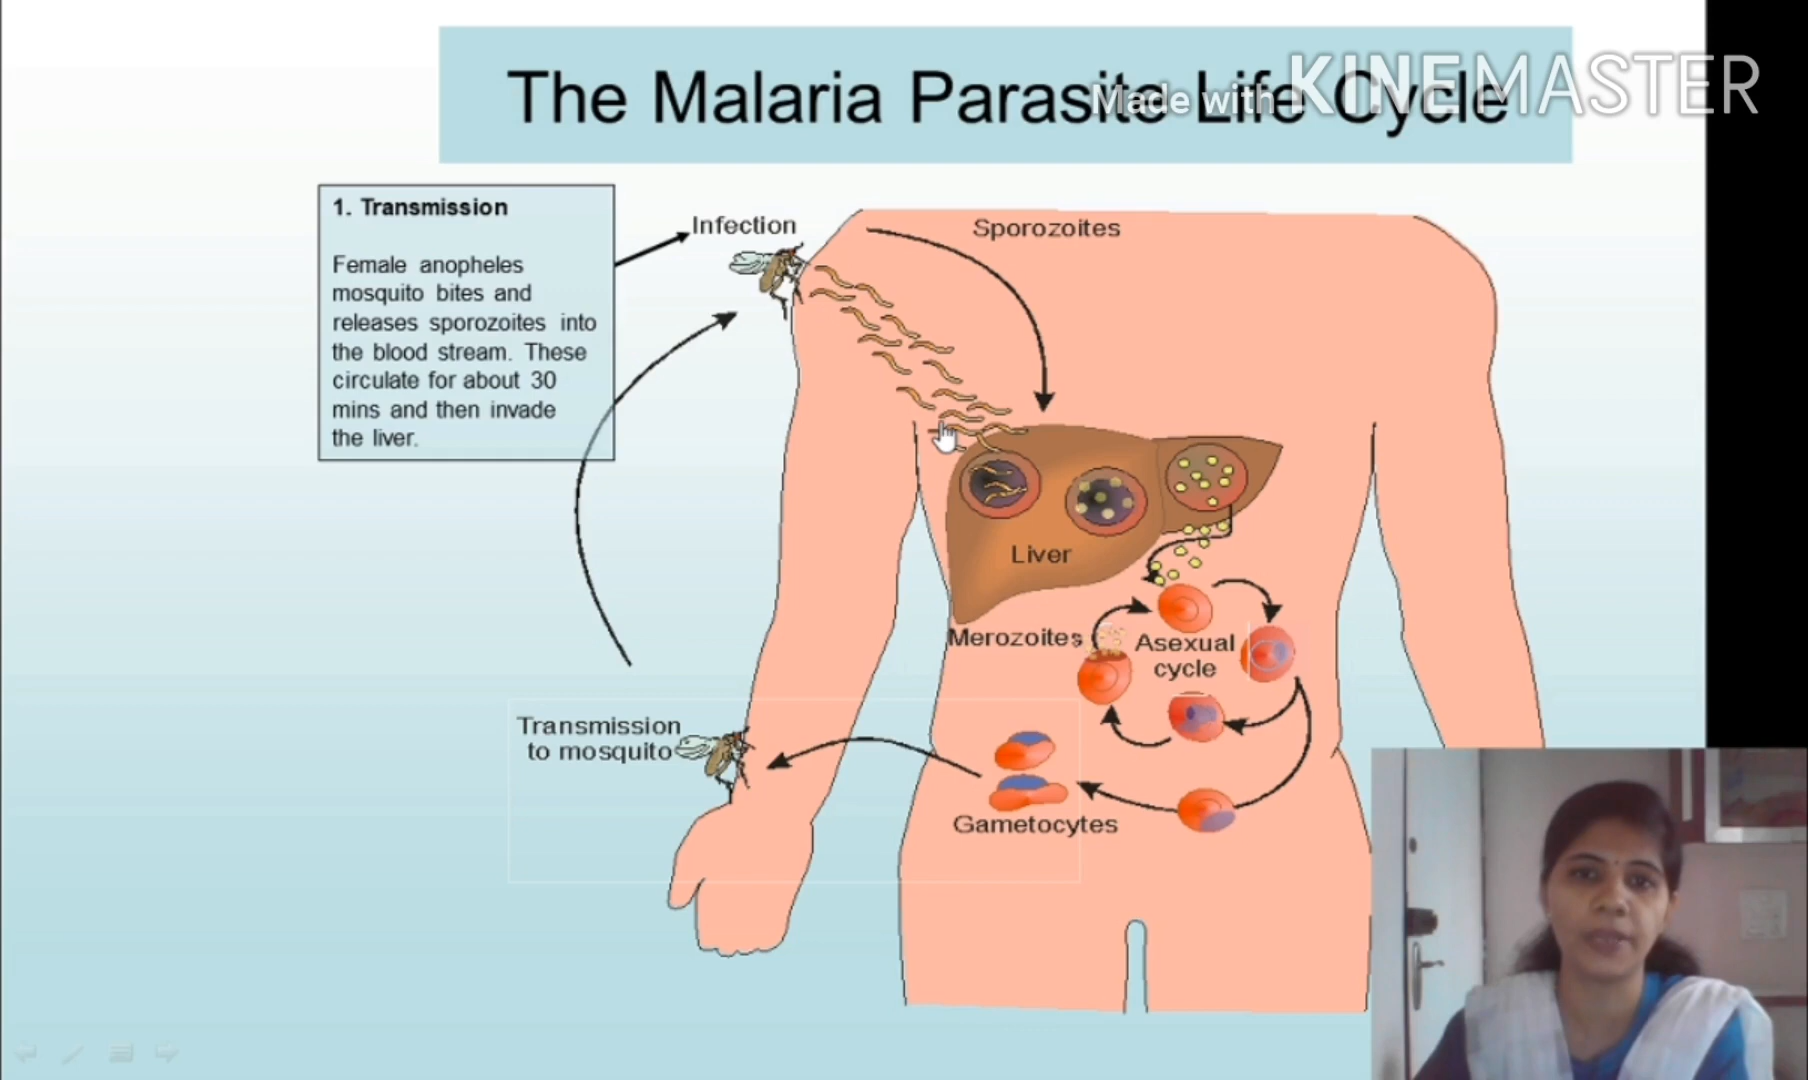 The Malaria Parasite Life Cycle
Made with KINEMASTER
1. Transmission
Female anopheles
mosquito bites and
releases sporozoites into
the blood stream. These
circulate for about 30
mins and then invade
the liver.
Infection
Sporozoites
Liver
Merozoites
Asexual
cycle
Transmission
to mosquito
Gametocytes